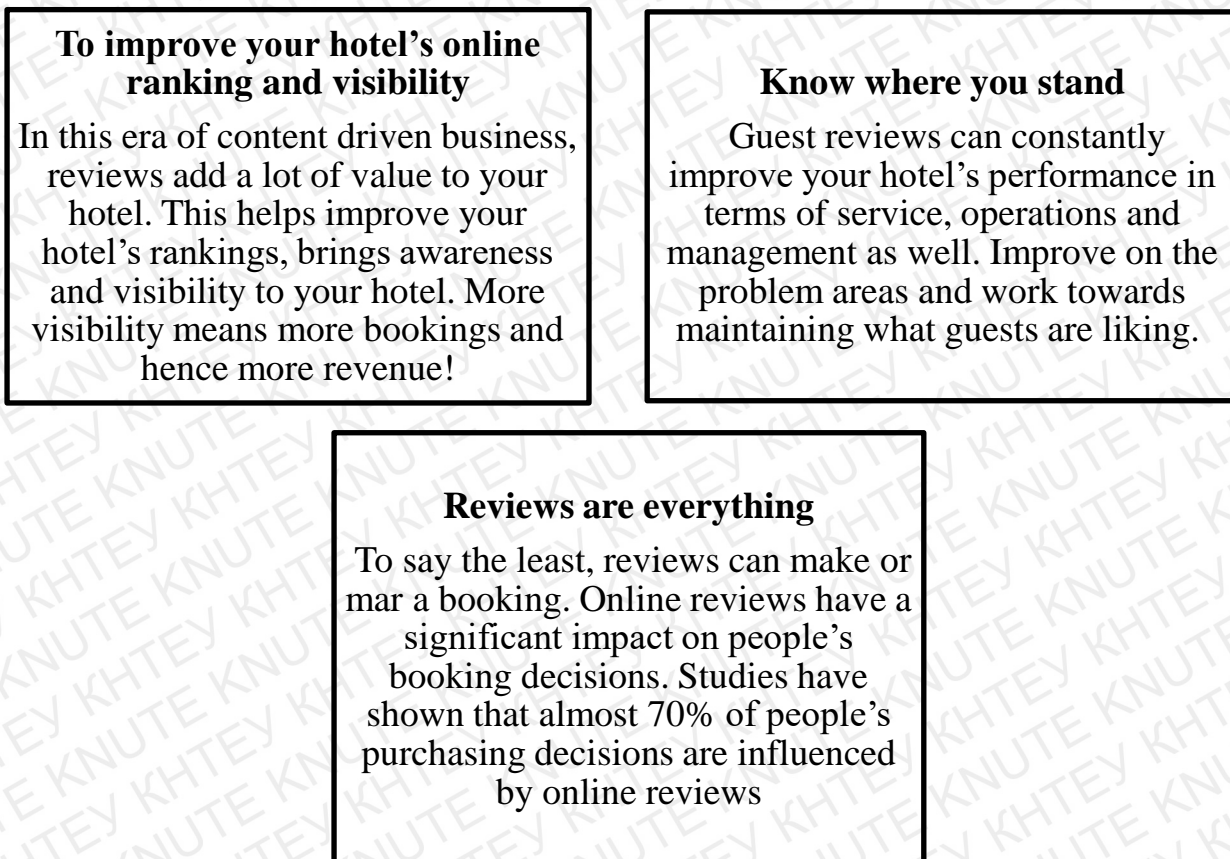 To improve your hotel’s online
ranking and visibility
In this era of content driven business,
reviews add a lot of value to your
hotel. This helps improve your
hotel’s rankings, brings awareness
and visibility to your hotel. More
visibility means more bookings and
hence more revenue!
Know where you stand
Guest reviews can constantly
improve your hotel’s performance in
terms of service, operations and
management as well. Improve on the
problem areas and work towards
maintaining what guests are liking.
Reviews are everything
To say the least, reviews can make or
mar a booking. Online reviews have a
significant impact on people’s
booking decisions. Studies have
shown that almost 70% of people’s
purchasing decisions are influenced
by online reviews